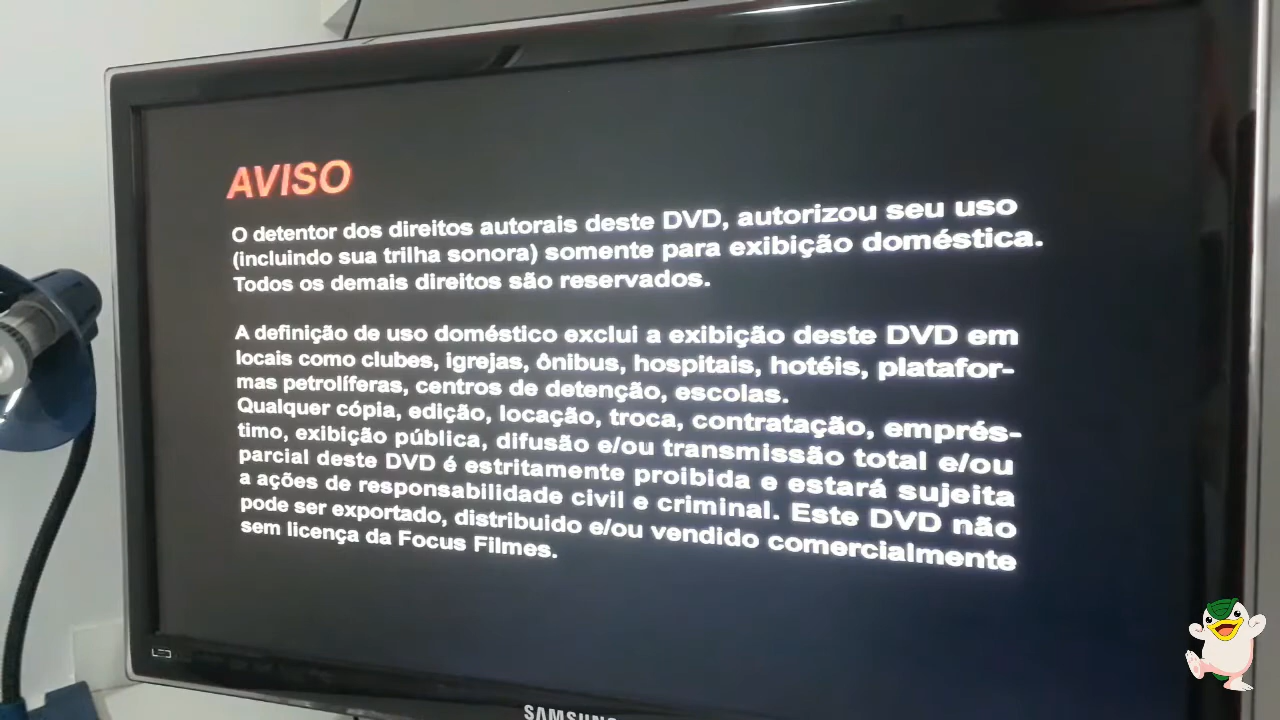 AVISO
O detentor dos direitos autorais deste DVD, autorizou seu uso
(incluindo sua trilha sonora) somente para exibição doméstica.
Todos os demais direitos são reservados.
A definição de uso doméstico exclui a exibição deste DVD em
locais como clubes, igrejas, ônibus, hospitais, hotéis, platafor-
mas petrolíferas, centros de detenção, escolas.
Qualquer cópia, edição, locação, troca, contratação, emprés-
timo, exibição pública, difusão e/ou transmissão total e/ou
parcial deste DVD é estritamente proibida e estará sujeita
a ações de responsabilidade civil e criminal. Este DVD não
pode ser exportado, distribuido e/ou vendido comercialmente
sem licença da Focus Filmes.
SAMSUNG